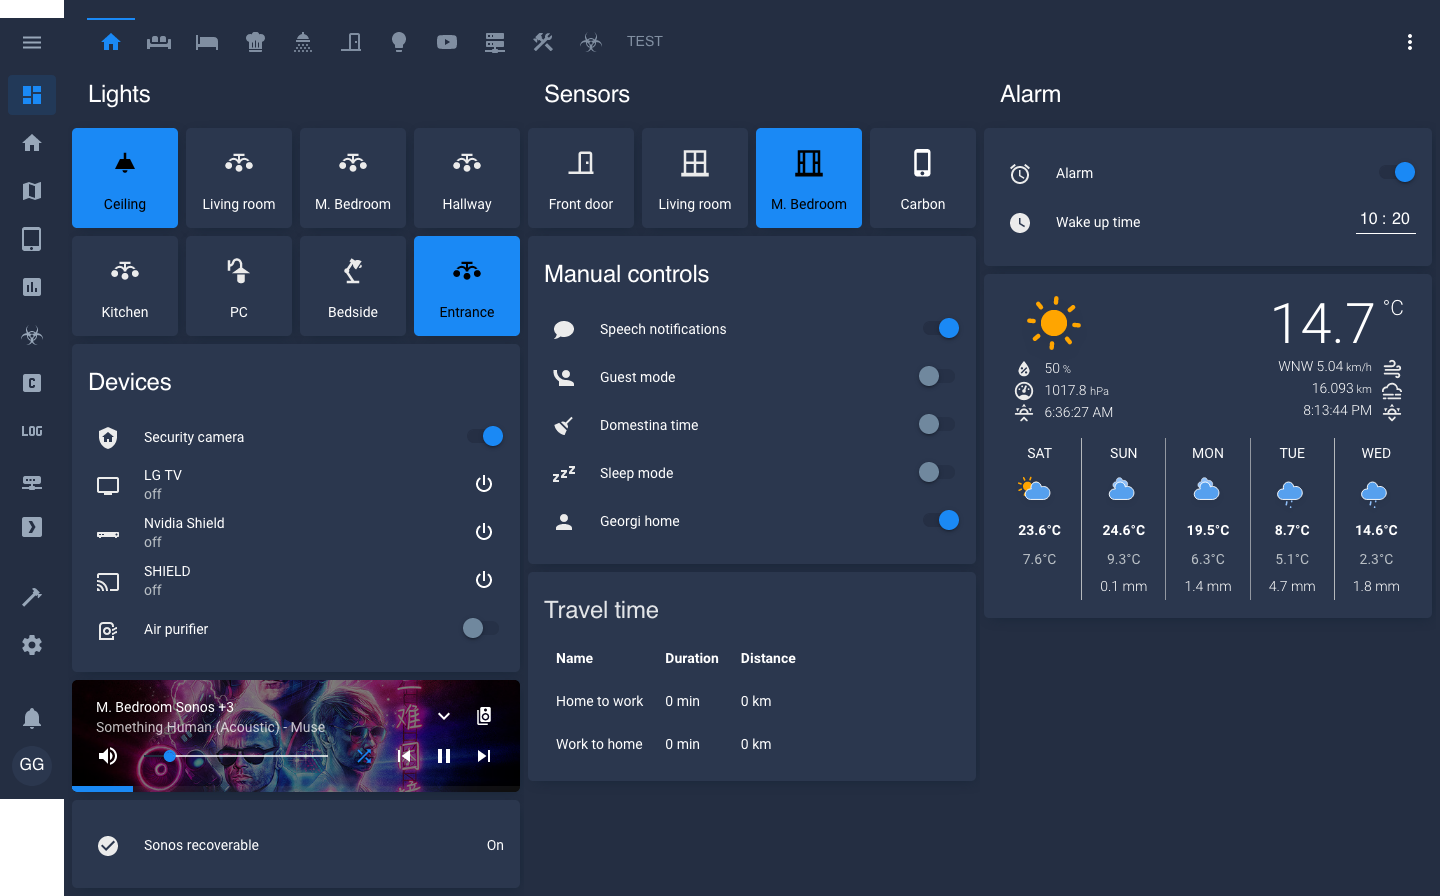 TEST
Lights
Ceiling
Living room
M. Bedroom
Hallway
Kitchen
PC
Bedside
Entrance
Devices
Security camera
LG TV
off
Nvidia Shield
off
SHIELD
off
Air purifier
M. Bedroom Sonos +3
Something Human (Acoustic) - Muse
难
Sonos recoverable
On
Sensors
Front door
Living room
M. Bedroom
Carbon
Manual controls
Speech notifications
Guest mode
Domestina time
Sleep mode
Georgi home
Travel time
Name Duration Distance
Home to work 0 min 0 km
Work to home 0 min 0 km
Alarm
Alarm
Wake up time 10 : 20
14.7 °C
50 % WNW 5.04 km/h
1017.8 hPa 16.093 km
6:36:27 AM 8:13:44 PM
SAT SUN MON TUE WED
23.6°C 24.6°C 19.5°C 8.7°C 14.6°C
7.6°C 9.3°C 6.3°C 5.1°C 2.3°C
0.1 mm 1.4 mm 4.7 mm 1.8 mm
C
LOG
GG